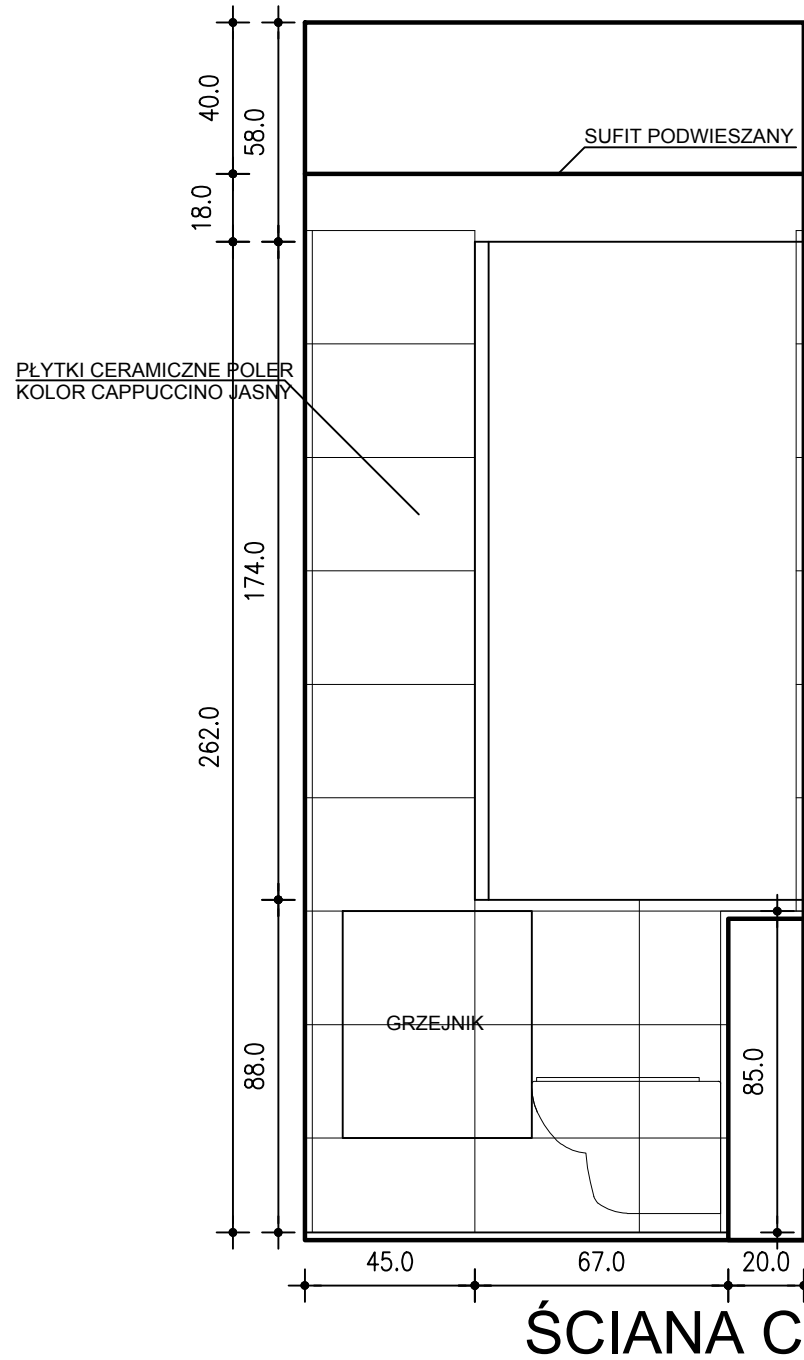 40.0
58.0
SUFIT PODWIESZANY
18.0
PŁYTKI CERAMICZNE POLER
KOLOR CAPPUCCINO JASNY
174.0
262.0
GRZEJNIK
88.0
85.0
45.0
67.0
20.0
ŚCIANA C